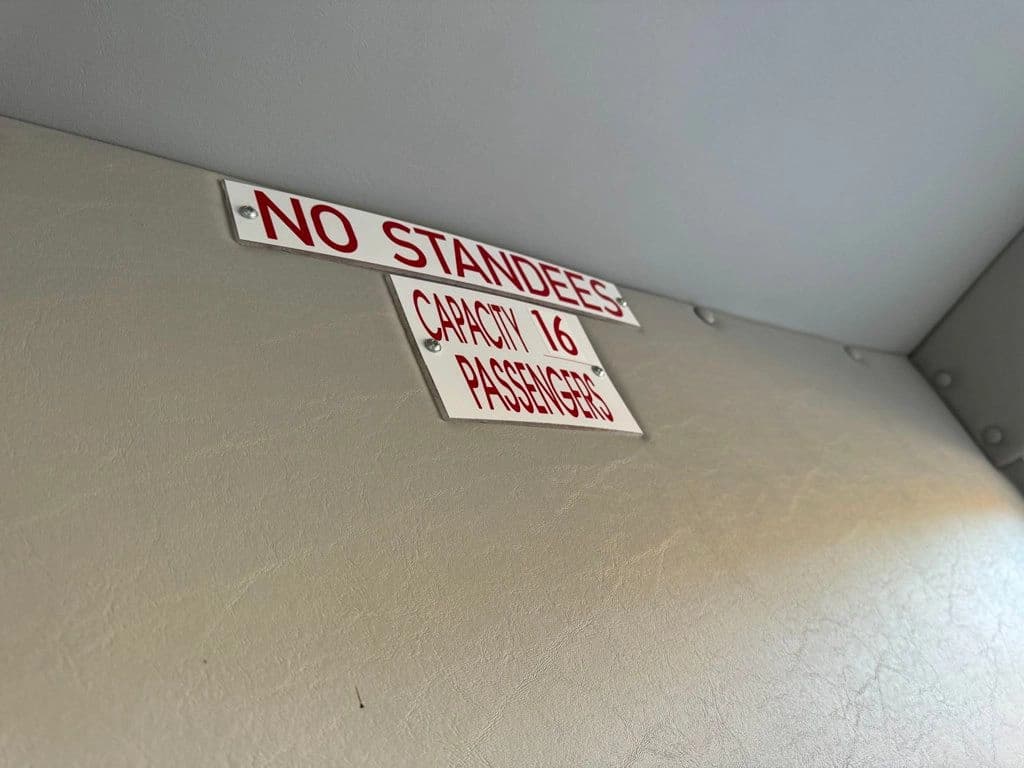 NO STANDEES
CAPACITY 16
PASSENGERS